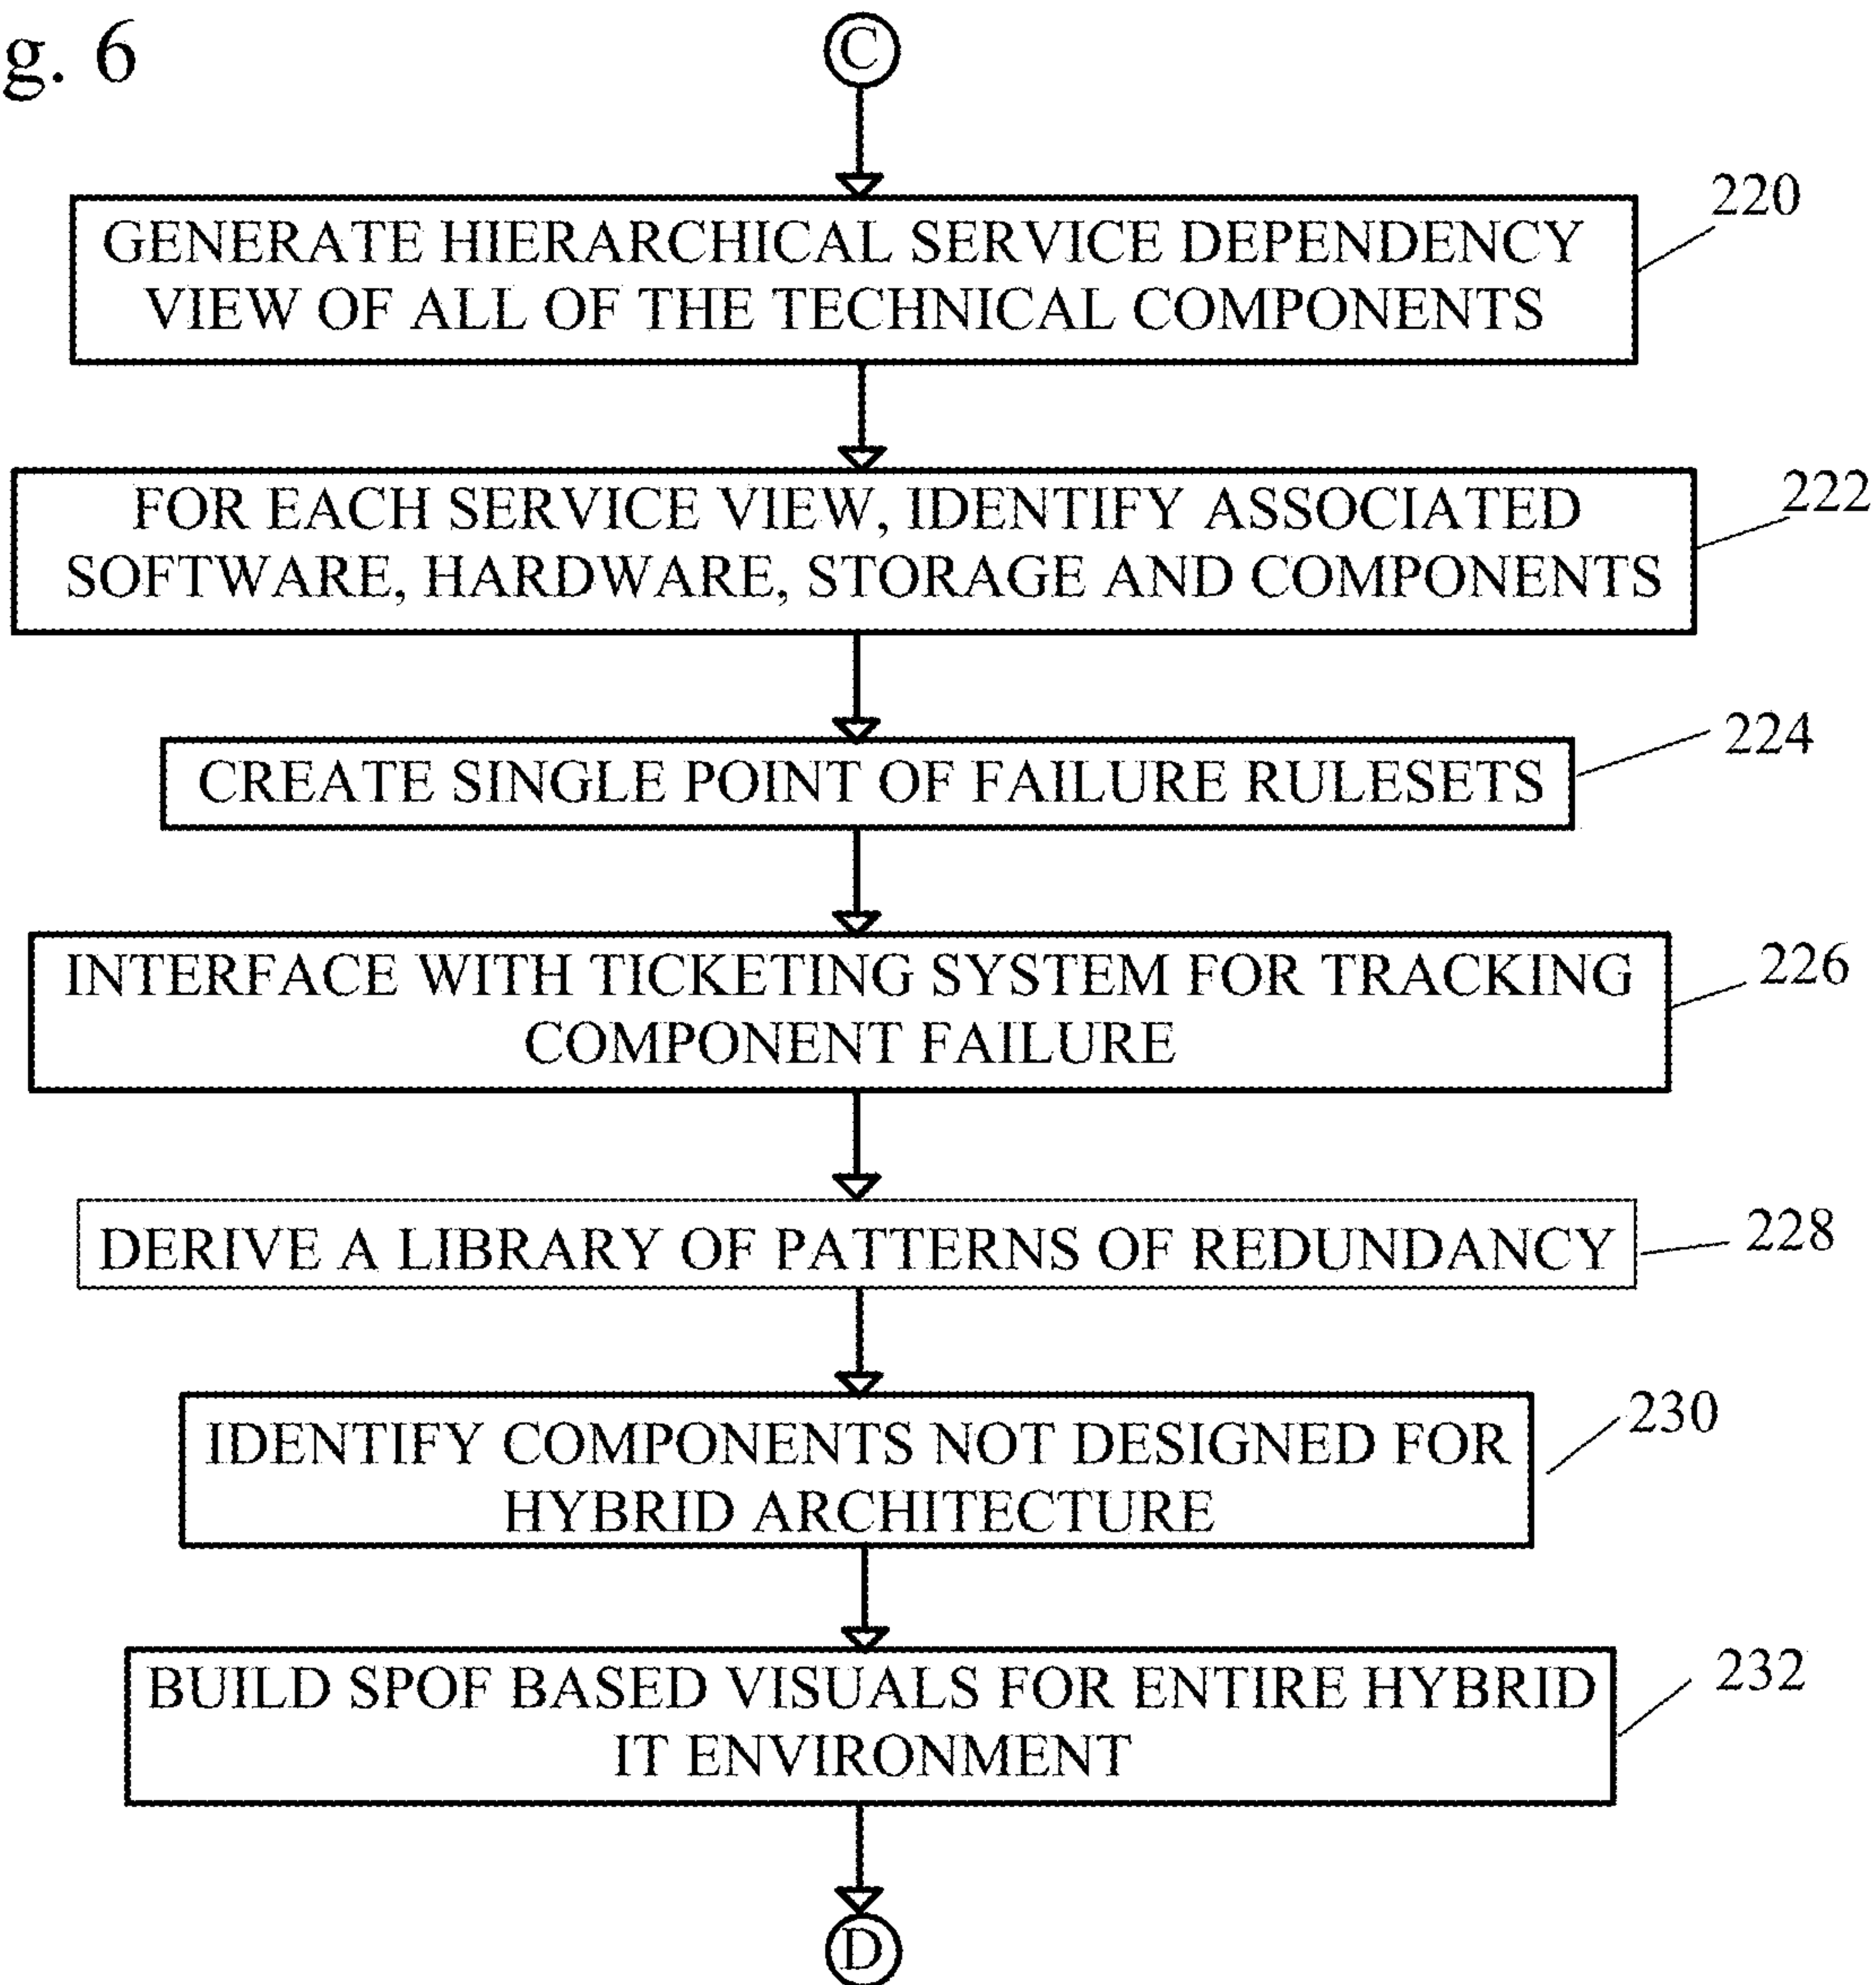 g. 6
C
GENERATE HIERARCHICAL SERVICE DEPENDENCY
VIEW OF ALL OF THE TECHNICAL COMPONENTS
220
FOR EACH SERVICE VIEW, IDENTIFY ASSOCIATED
SOFTWARE, HARDWARE, STORAGE AND COMPONENTS
222
CREATE SINGLE POINT OF FAILURE RULESETS
224
INTERFACE WITH TICKETING SYSTEM FOR TRACKING
COMPONENT FAILURE
226
DERIVE A LIBRARY OF PATTERNS OF REDUNDANCY
228
IDENTIFY COMPONENTS NOT DESIGNED FOR
HYBRID ARCHITECTURE
230
BUILD SPOF BASED VISUALS FOR ENTIRE HYBRID
IT ENVIRONMENT
232
D